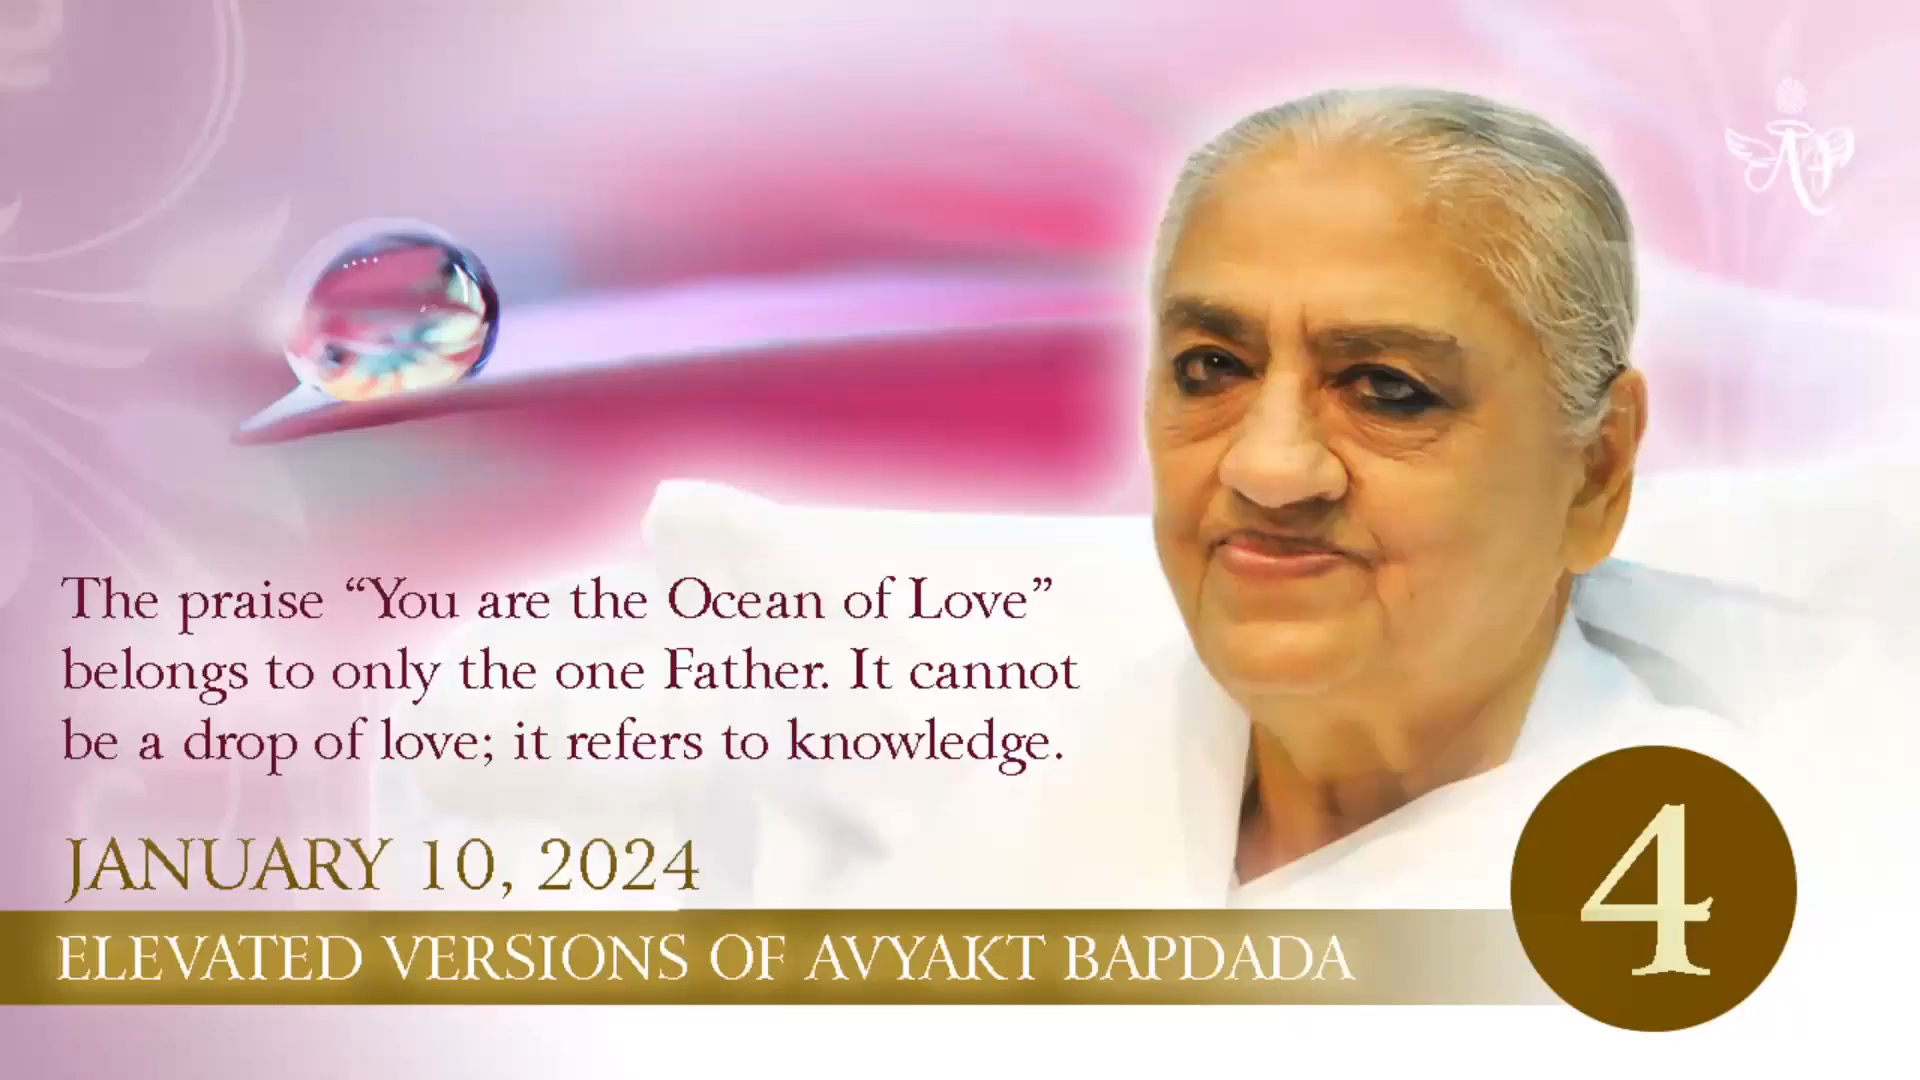 The praise “You are the Ocean of Love”
belongs to only the one Father. It cannot
be a drop of love; it refers to knowledge.
JANUARY 10, 2024
ELEVATED VERSIONS OF AVYAKT BAPDADA
4